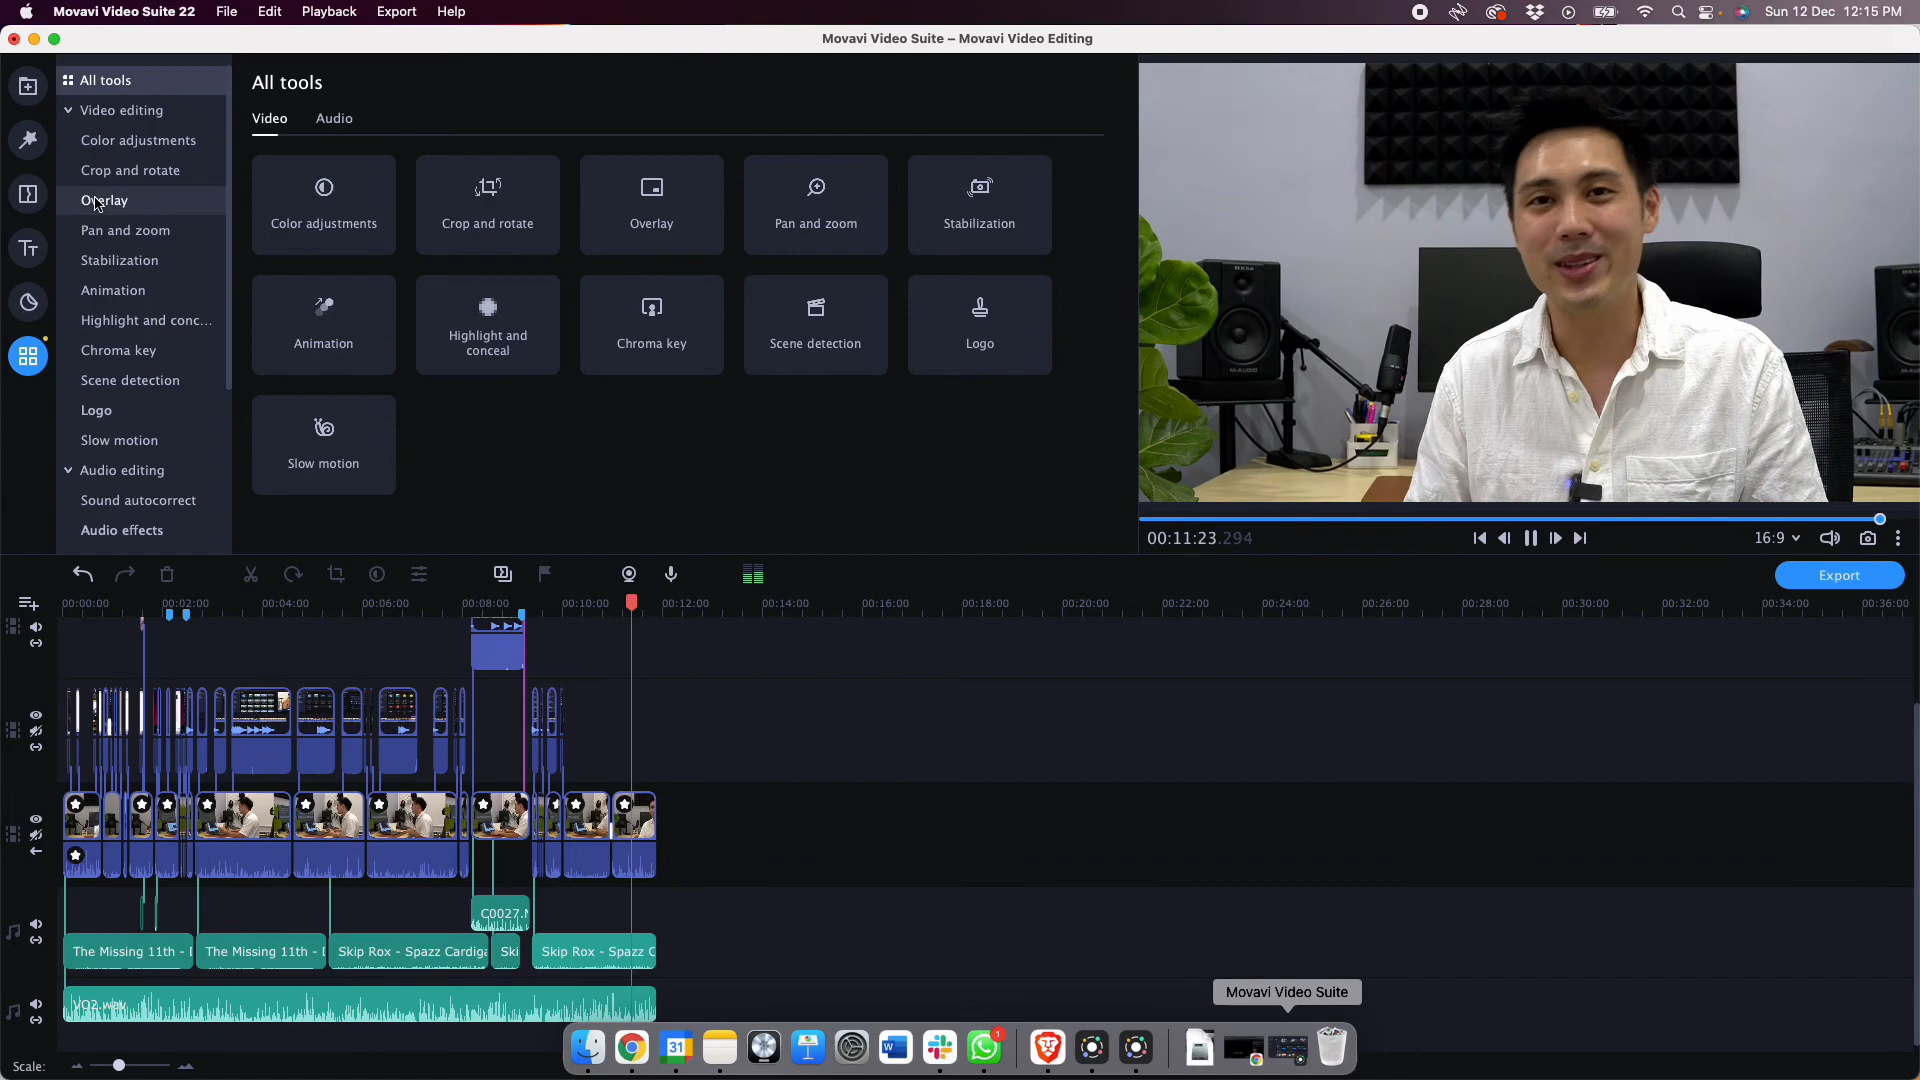 Movavi Video Suite 22 File Edit Playback Export Help
Sun 12 Dec 12:15 PM
Movavi Video Suite – Movavi Video Editing
All tools
Video editing
Color adjustments
Crop and rotate
Overlay
Pan and zoom
Stabilization
Animation
Highlight and conc...
Chroma key
Scene detection
Logo
Slow motion
Audio editing
Sound autocorrect
Audio effects
All tools
Video Audio
Color adjustments
Crop and rotate
Overlay
Pan and zoom
Stabilization
Animation
Highlight and
conceal
Chroma key
Scene detection
Logo
Slow motion
M-AUDIO
00:11:23.294
16:9
Export
00:00:00 00:02:00 00:04:00 00:06:00 00:08:00 00:10:00 00:12:00 00:14:00 00:16:00 00:18:00 00:20:00 00:22:00 00:24:00 00:26:00 00:28:00 00:30:00 00:32:00 00:34:00 00:36:00
C0027.
The Missing 11th - The Missing 11th - Skip Rox - Spazz Cardiga Ski Skip Rox - Spazz C
VO2.wav
Movavi Video Suite
31
W
1
Scale: